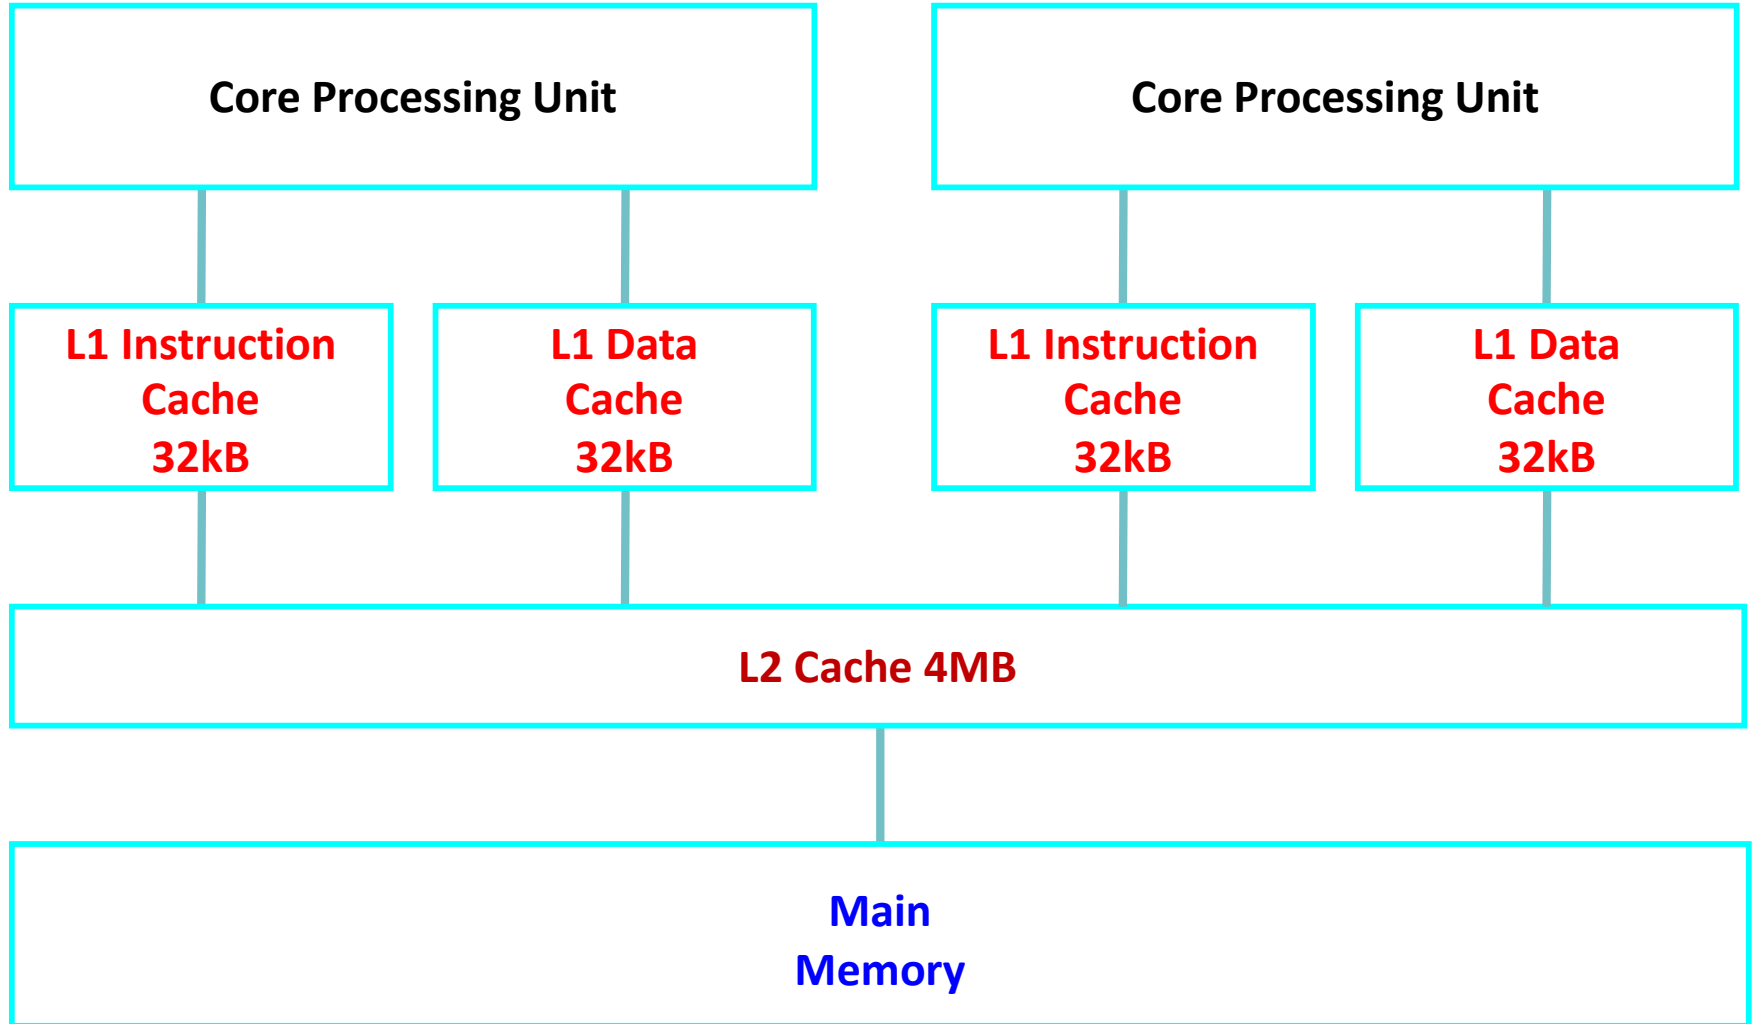 Core Processing Unit
Core Processing Unit
L1 Instruction
Cache
32kB
L1 Data
Cache
32kB
L1 Instruction
Cache
32kB
L1 Data
Cache
32kB
L2 Cache 4MB
Main
Memory